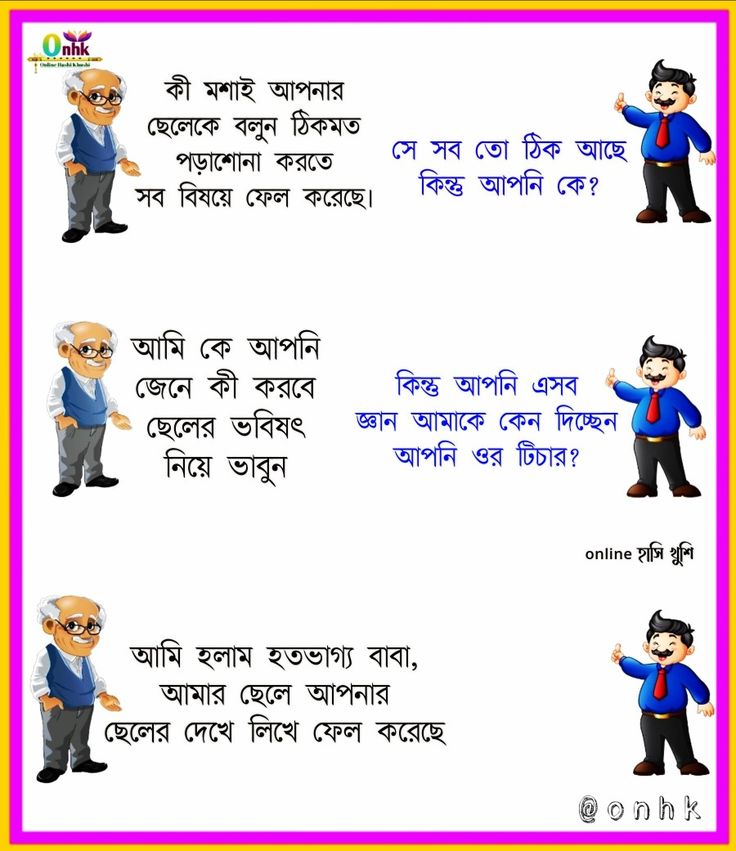 Onhk
Online Hashi Khushi
কী মশাই আপনার
ছেলেকে বলুন ঠিকমত
পড়াশোনা করতে
সব বিষয়ে ফেল করেছে।
সে সব তো ঠিক আছে
কিন্তু আপনি কে?
আমি কে আপনি
জেনে কী করবে
ছেলের ভবিষৎ
নিয়ে ভাবুন
কিন্তু আপনি এসব
জ্ঞান আমাকে কেন দিচ্ছেন
আপনি ওর টিচার?
online হাসি খুশি
আমি হলাম হতভাগ্য বাবা,
আমার ছেলে আপনার
ছেলের দেখে লিখে ফেল করেছে
@onhk